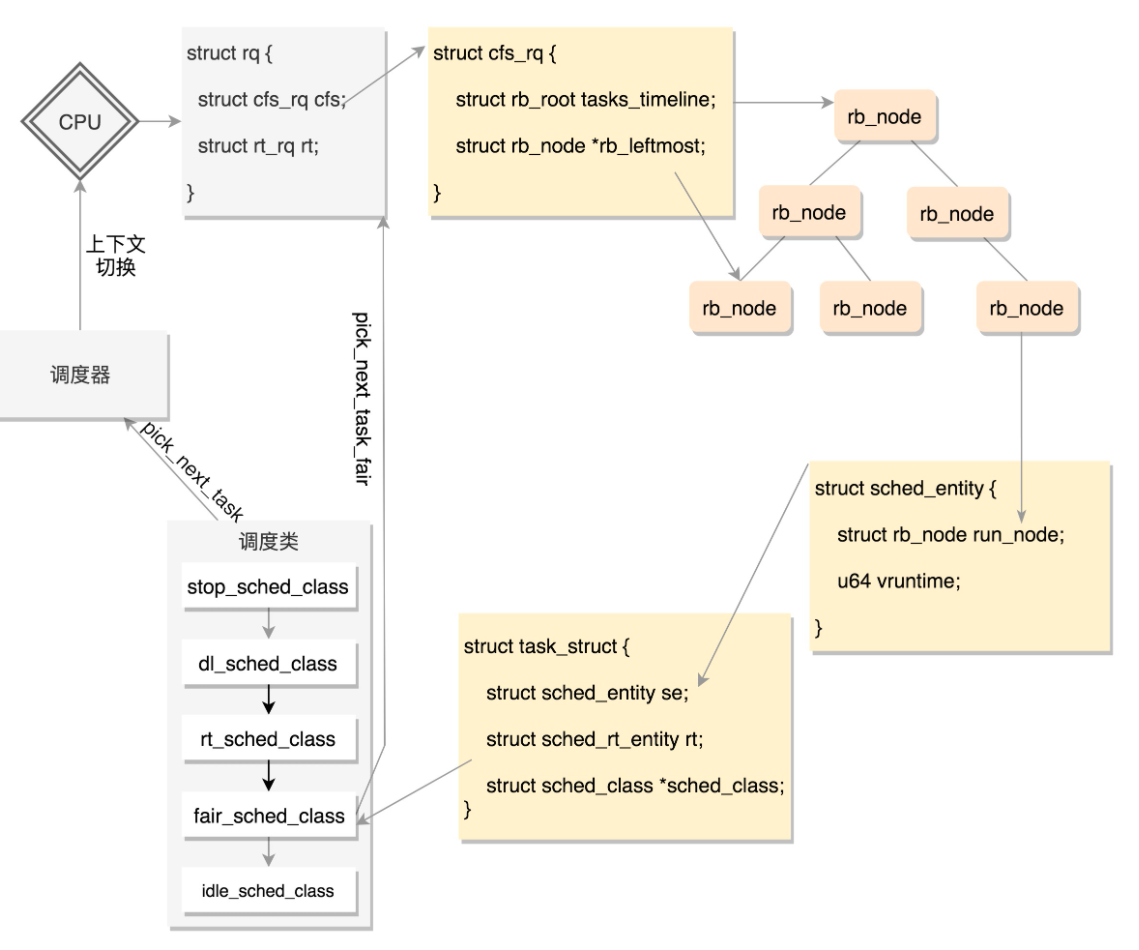 CPU
struct rq {
struct cfs_rq cfs;
struct rt_rq rt;
}
struct cfs_rq {
struct rb_root tasks_timeline;
struct rb_node *rb_leftmost;
}
rb_node
rb_node
rb_node
rb_node
rb_node
rb_node
上下文
切换
调度器
pick_next_task
pick_next_task_fair
调度类
stop_sched_class
dl_sched_class
rt_sched_class
fair_sched_class
idle_sched_class
struct sched_entity {
struct rb_node run_node;
u64 vruntime;
}
struct task_struct {
struct sched_entity se;
struct sched_rt_entity rt;
struct sched_class *sched_class;
}